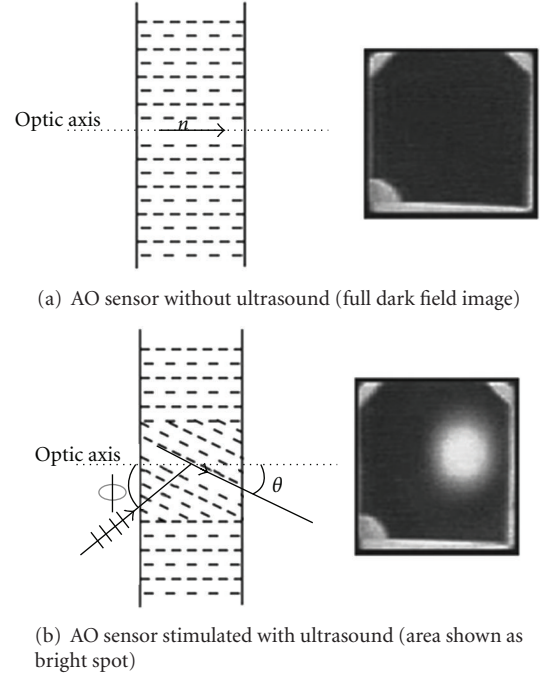 Optic axis
n
(a) AO sensor without ultrasound (full dark field image)
Optic axis
ϕ
θ
(b) AO sensor stimulated with ultrasound (area shown as
bright spot)